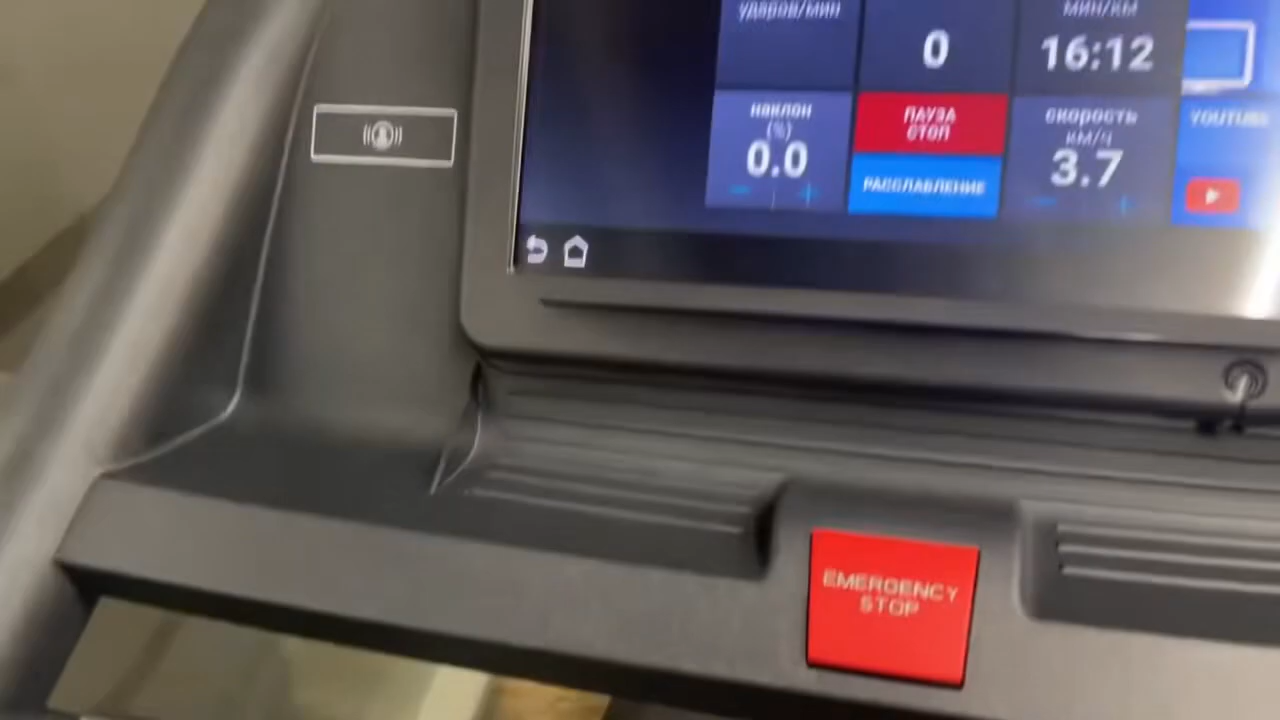 ударов/мин
0
мин/км
16:12
наклон
(%)
0.0
ПАУЗА
СТОП
РАССЛАБЛЕНИЕ
скорость
км/ч
3.7
YOUTUBE
EMERGENCY
STOP